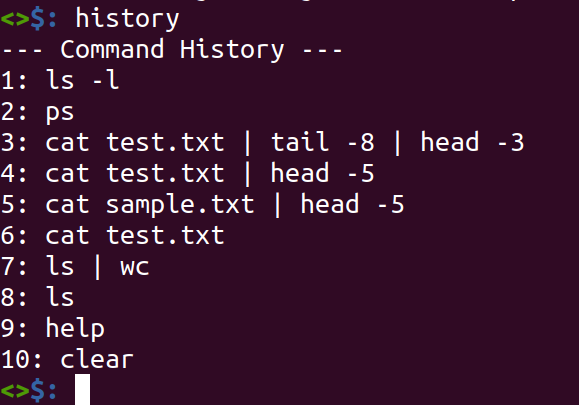 <>$: history
--- Command History ---
1: ls -l
2: ps
3: cat test.txt | tail -8 | head -3
4: cat test.txt | head -5
5: cat sample.txt | head -5
6: cat test.txt
7: ls | wc
8: ls
9: help
10: clear
<>$: